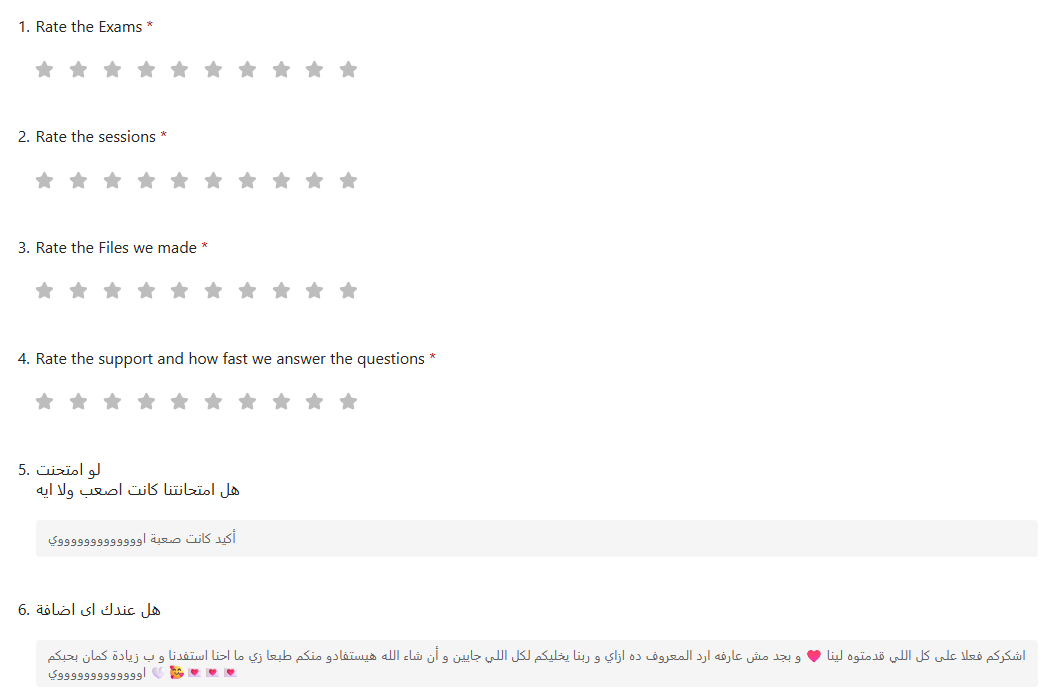 1. Rate the Exams *
2. Rate the sessions *
3. Rate the Files we made *
4. Rate the support and how fast we answer the questions *
5. لو امتحنت
هل امتحانتنا كانت اصعب ولا ايه
أكيد كانت صعبة اوووووووووووووي
6. هل عندك اى اضافة
اشكركم فعلا على كل اللي قدمتوه لينا ♥️ و بجد مش عارفه ارد المعروف ده ازاي و ربنا يخليكم لكل اللي جايين و أن شاء الله هيستفادو منكم طبعا زي ما احنا استفدنا و ب زيادة كمان بحبكم
اوووووووووووووي 🤍🥰💌💌💌